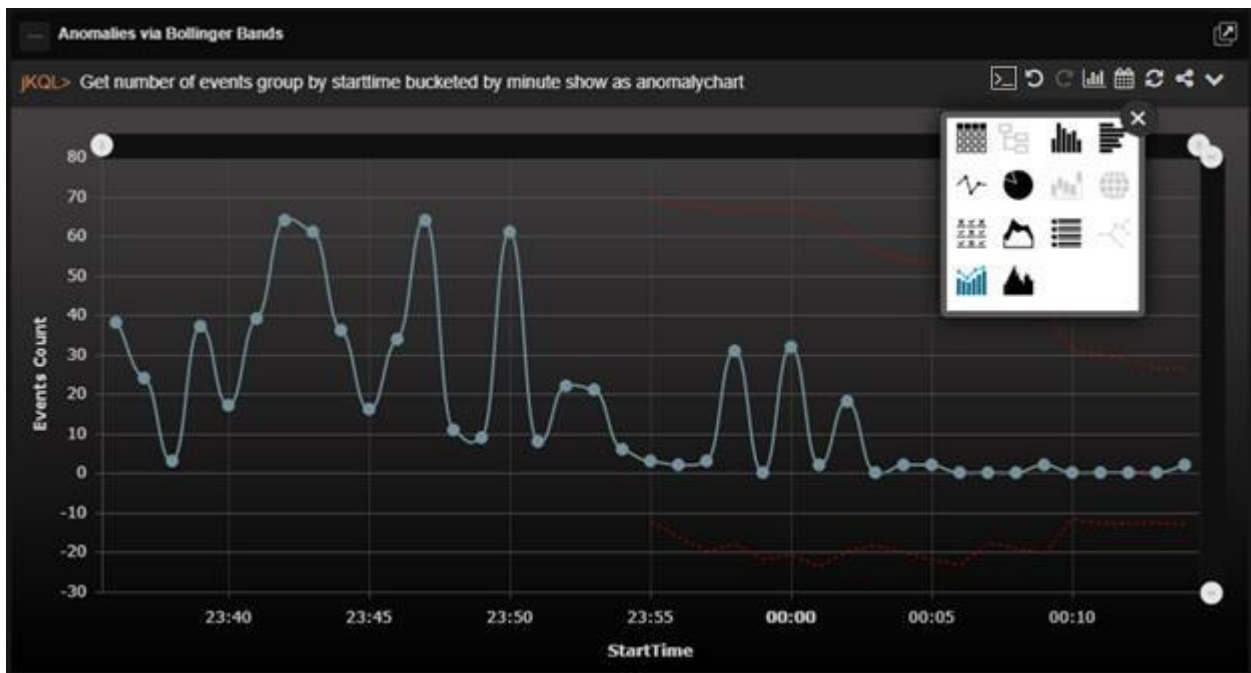 Anomalies via Bollinger Bands
jKQL> Get number of events group by starttime bucketed by minute show as anomalychart
80
70
60
50
40
30
20
10
0
-10
-20
-30
Events Count
23:40 23:45 23:50 23:55 00:00 00:05 00:10
StartTime